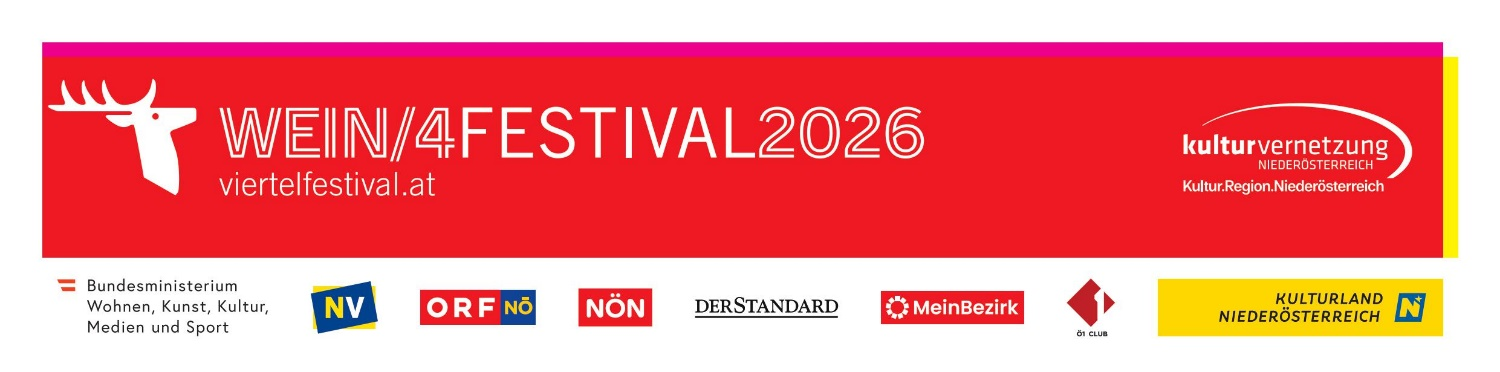 WEIN/4FESTIVAL2026
viertelfestival.at
kulturvernetzung
NIEDERÖSTERREICH
Kultur.Region.Niederösterreich
Bundesministerium
Wohnen, Kunst, Kultur,
Medien und Sport
NV
ORF NÖ
NÖN
DERSTANDARD
MeinBezirk
1
Ö1 CLUB
KULTURLAND
NIEDERÖSTERREICH
N